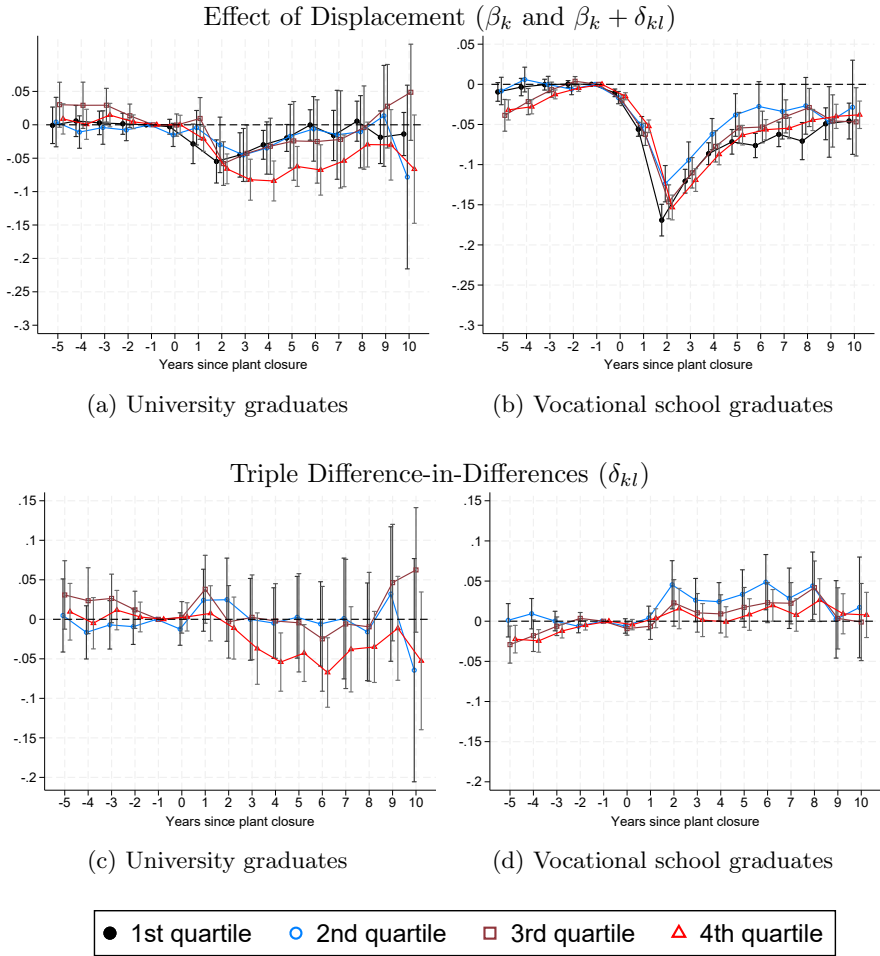 Effect of Displacement (βₖ and βₖ + δₖₗ)
.05
0
-.05
-.1
-.15
-.2
-.25
-.3
-5 -4 -3 -2 -1 0 1 2 3 4 5 6 7 8 9 10
Years since plant closure
(a) University graduates
.05
0
-.05
-.1
-.15
-.2
-.25
-.3
-5 -4 -3 -2 -1 0 1 2 3 4 5 6 7 8 9 10
Years since plant closure
(b) Vocational school graduates
Triple Difference-in-Differences (δₖₗ)
.15
.1
.05
0
-.05
-.1
-.15
-.2
-5 -4 -3 -2 -1 0 1 2 3 4 5 6 7 8 9 10
Years since plant closure
(c) University graduates
.15
.1
.05
0
-.05
-.1
-.15
-.2
-5 -4 -3 -2 -1 0 1 2 3 4 5 6 7 8 9 10
Years since plant closure
(d) Vocational school graduates
1st quartile 2nd quartile 3rd quartile 4th quartile